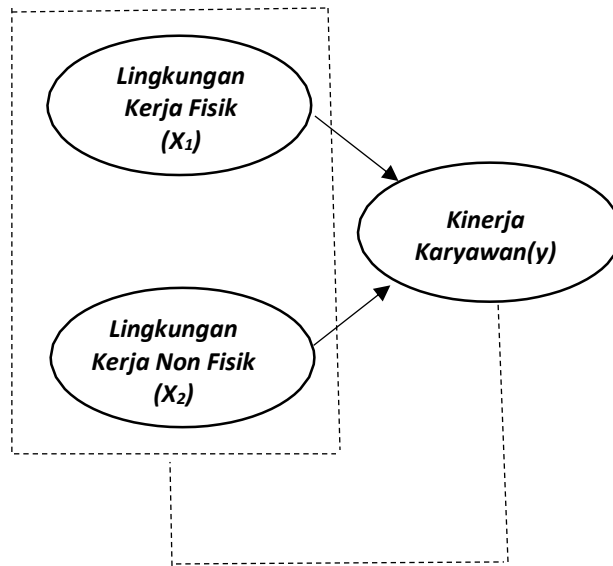 Lingkungan
Kerja Fisik
(X₁)
Kinerja
Karyawan(y)
Lingkungan
Kerja Non Fisik
(X₂)